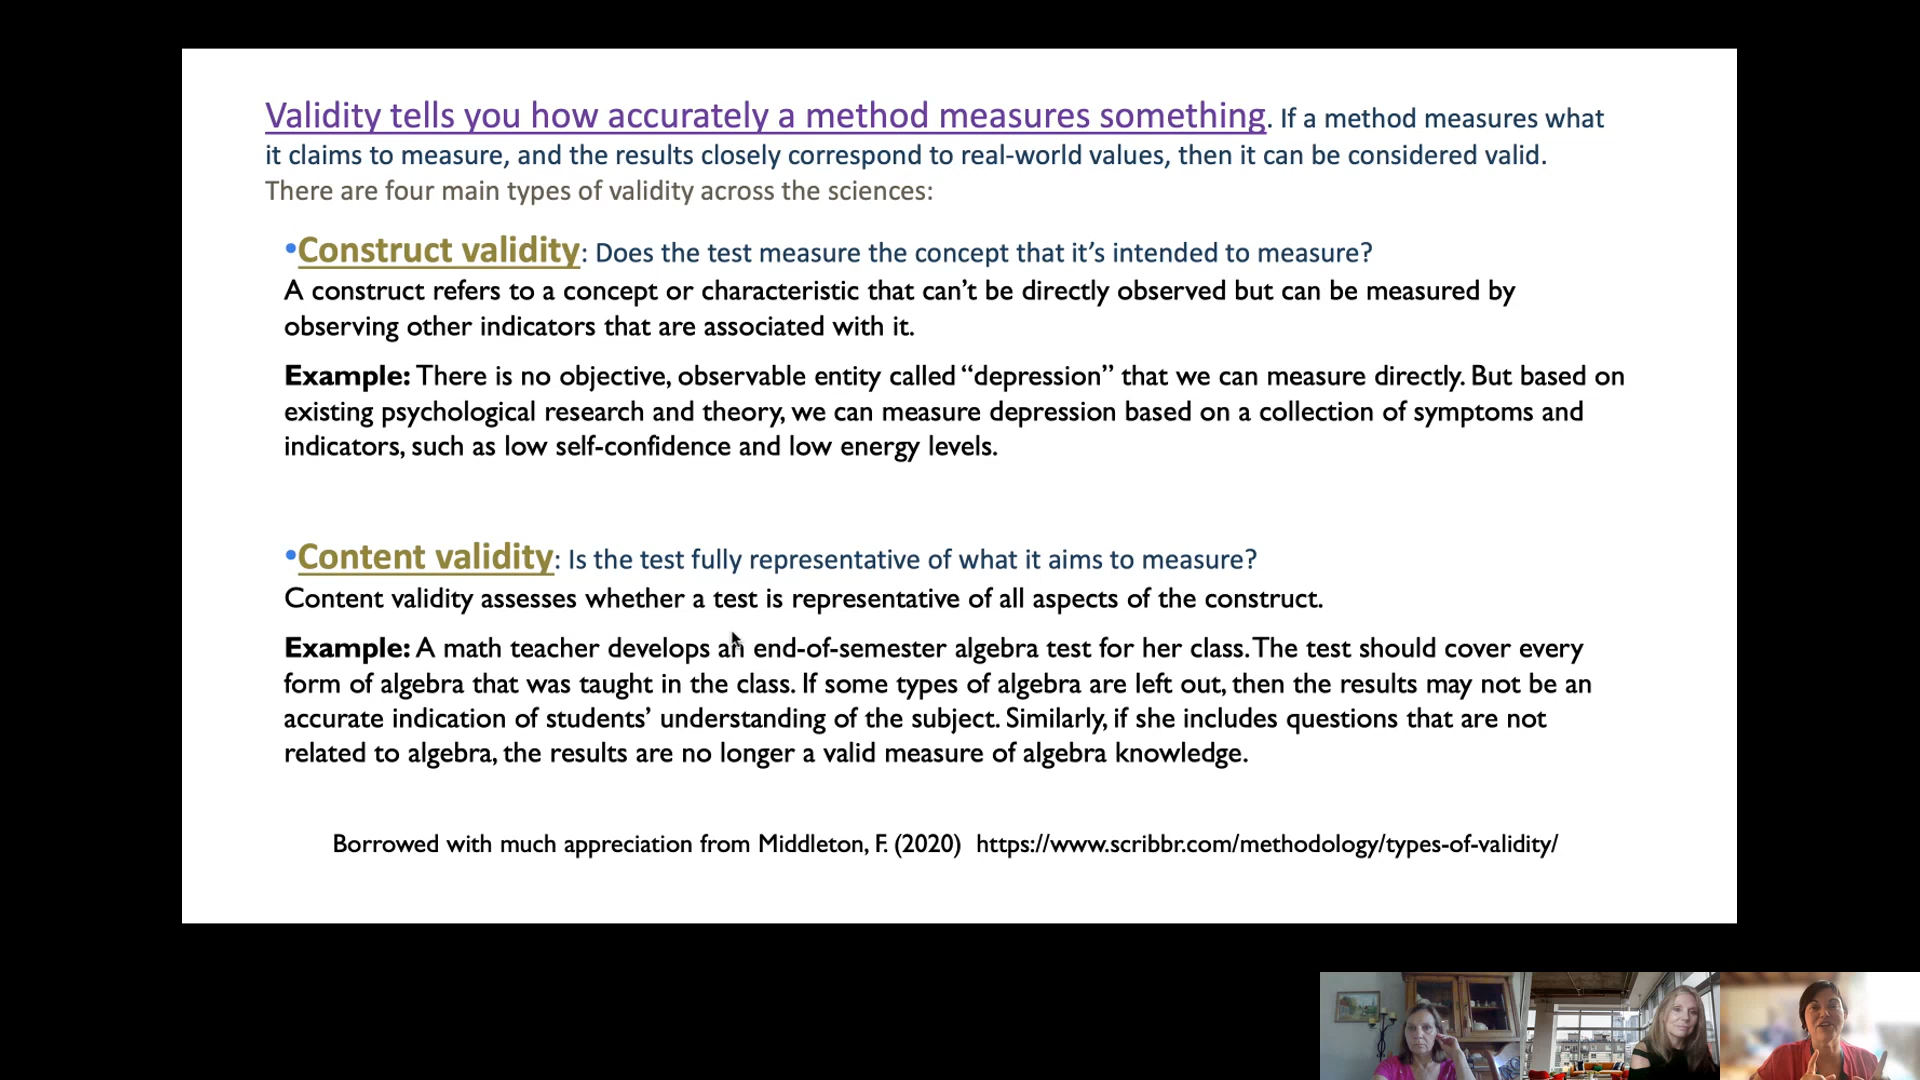 Validity tells you how accurately a method measures something. If a method measures what
it claims to measure, and the results closely correspond to real-world values, then it can be considered valid.
There are four main types of validity across the sciences:
•Construct validity: Does the test measure the concept that it’s intended to measure?
A construct refers to a concept or characteristic that can’t be directly observed but can be measured by
observing other indicators that are associated with it.
Example: There is no objective, observable entity called “depression” that we can measure directly. But based on
existing psychological research and theory, we can measure depression based on a collection of symptoms and
indicators, such as low self-confidence and low energy levels.
•Content validity: Is the test fully representative of what it aims to measure?
Content validity assesses whether a test is representative of all aspects of the construct.
Example: A math teacher develops an end-of-semester algebra test for her class. The test should cover every
form of algebra that was taught in the class. If some types of algebra are left out, then the results may not be an
accurate indication of students’ understanding of the subject. Similarly, if she includes questions that are not
related to algebra, the results are no longer a valid measure of algebra knowledge.
Borrowed with much appreciation from Middleton, F. (2020) https://www.scribbr.com/methodology/types-of-validity/